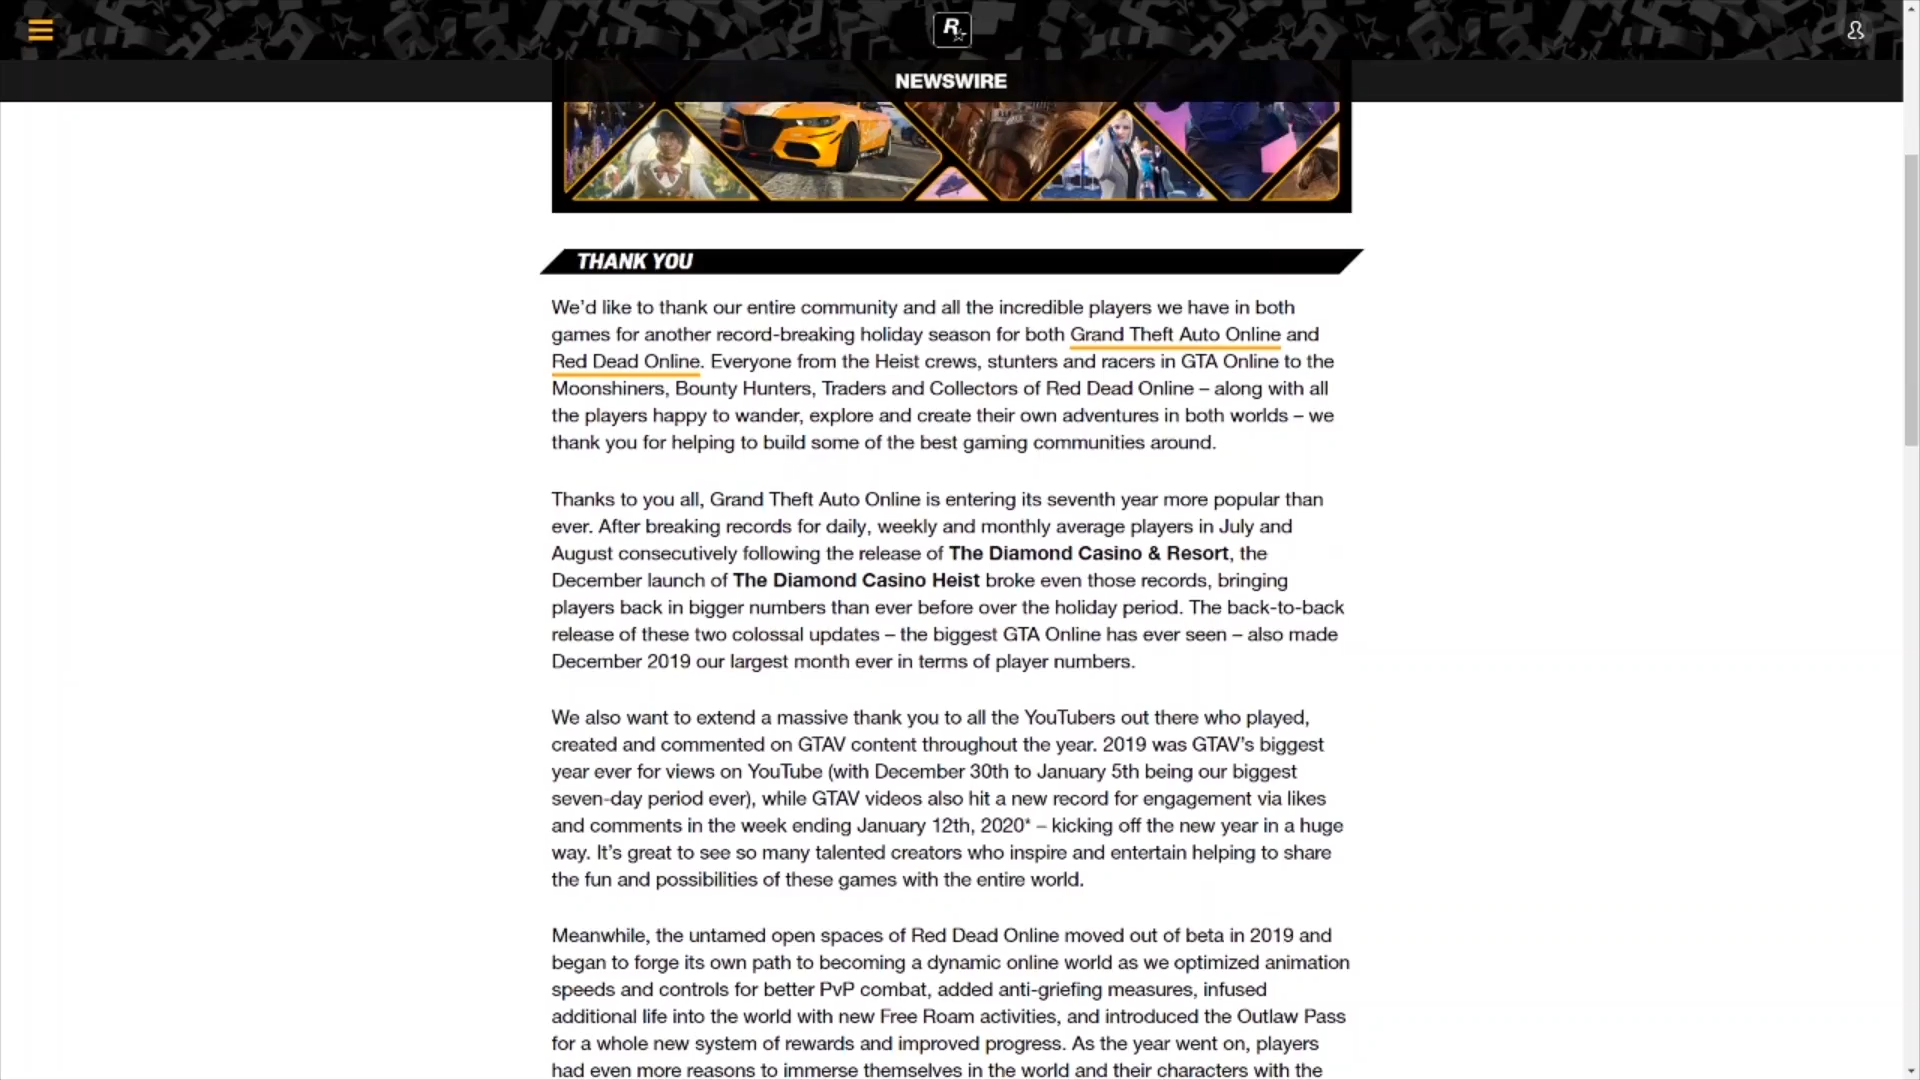 R
NEWSWIRE
THANK YOU
We’d like to thank our entire community and all the incredible players we have in both
games for another record-breaking holiday season for both Grand Theft Auto Online and
Red Dead Online. Everyone from the Heist crews, stunters and racers in GTA Online to the
Moonshiners, Bounty Hunters, Traders and Collectors of Red Dead Online – along with all
the players happy to wander, explore and create their own adventures in both worlds – we
thank you for helping to build some of the best gaming communities around.
Thanks to you all, Grand Theft Auto Online is entering its seventh year more popular than
ever. After breaking records for daily, weekly and monthly average players in July and
August consecutively following the release of The Diamond Casino & Resort, the
December launch of The Diamond Casino Heist broke even those records, bringing
players back in bigger numbers than ever before over the holiday period. The back-to-back
release of these two colossal updates – the biggest GTA Online has ever seen – also made
December 2019 our largest month ever in terms of player numbers.
We also want to extend a massive thank you to all the YouTubers out there who played,
created and commented on GTAV content throughout the year. 2019 was GTAV’s biggest
year ever for views on YouTube (with December 30th to January 5th being our biggest
seven-day period ever), while GTAV videos also hit a new record for engagement via likes
and comments in the week ending January 12th, 2020* – kicking off the new year in a huge
way. It’s great to see so many talented creators who inspire and entertain helping to share
the fun and possibilities of these games with the entire world.
Meanwhile, the untamed open spaces of Red Dead Online moved out of beta in 2019 and
began to forge its own path to becoming a dynamic online world as we optimized animation
speeds and controls for better PvP combat, added anti-griefing measures, infused
additional life into the world with new Free Roam activities, and introduced the Outlaw Pass
for a whole new system of rewards and improved progress. As the year went on, players
had even more reasons to immerse themselves in the world and their characters with the